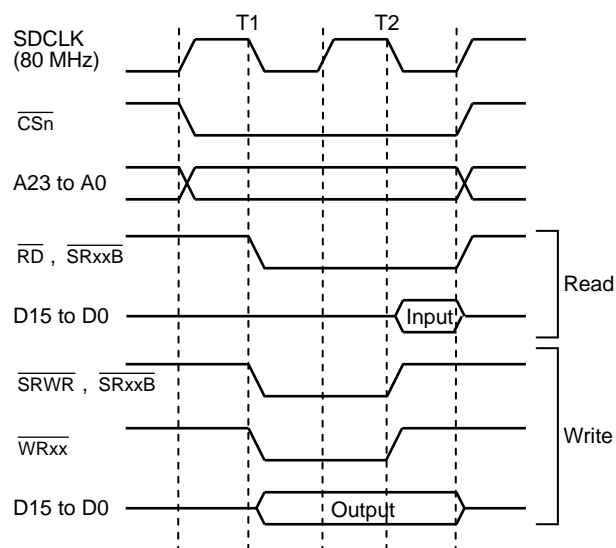 T1 T2
SDCLK
(80 MHz)
CSn
A23 to A0
RD , SRxxB
Read
D15 to D0 Input
SRWR , SRxxB
Write
WRxx
D15 to D0 Output